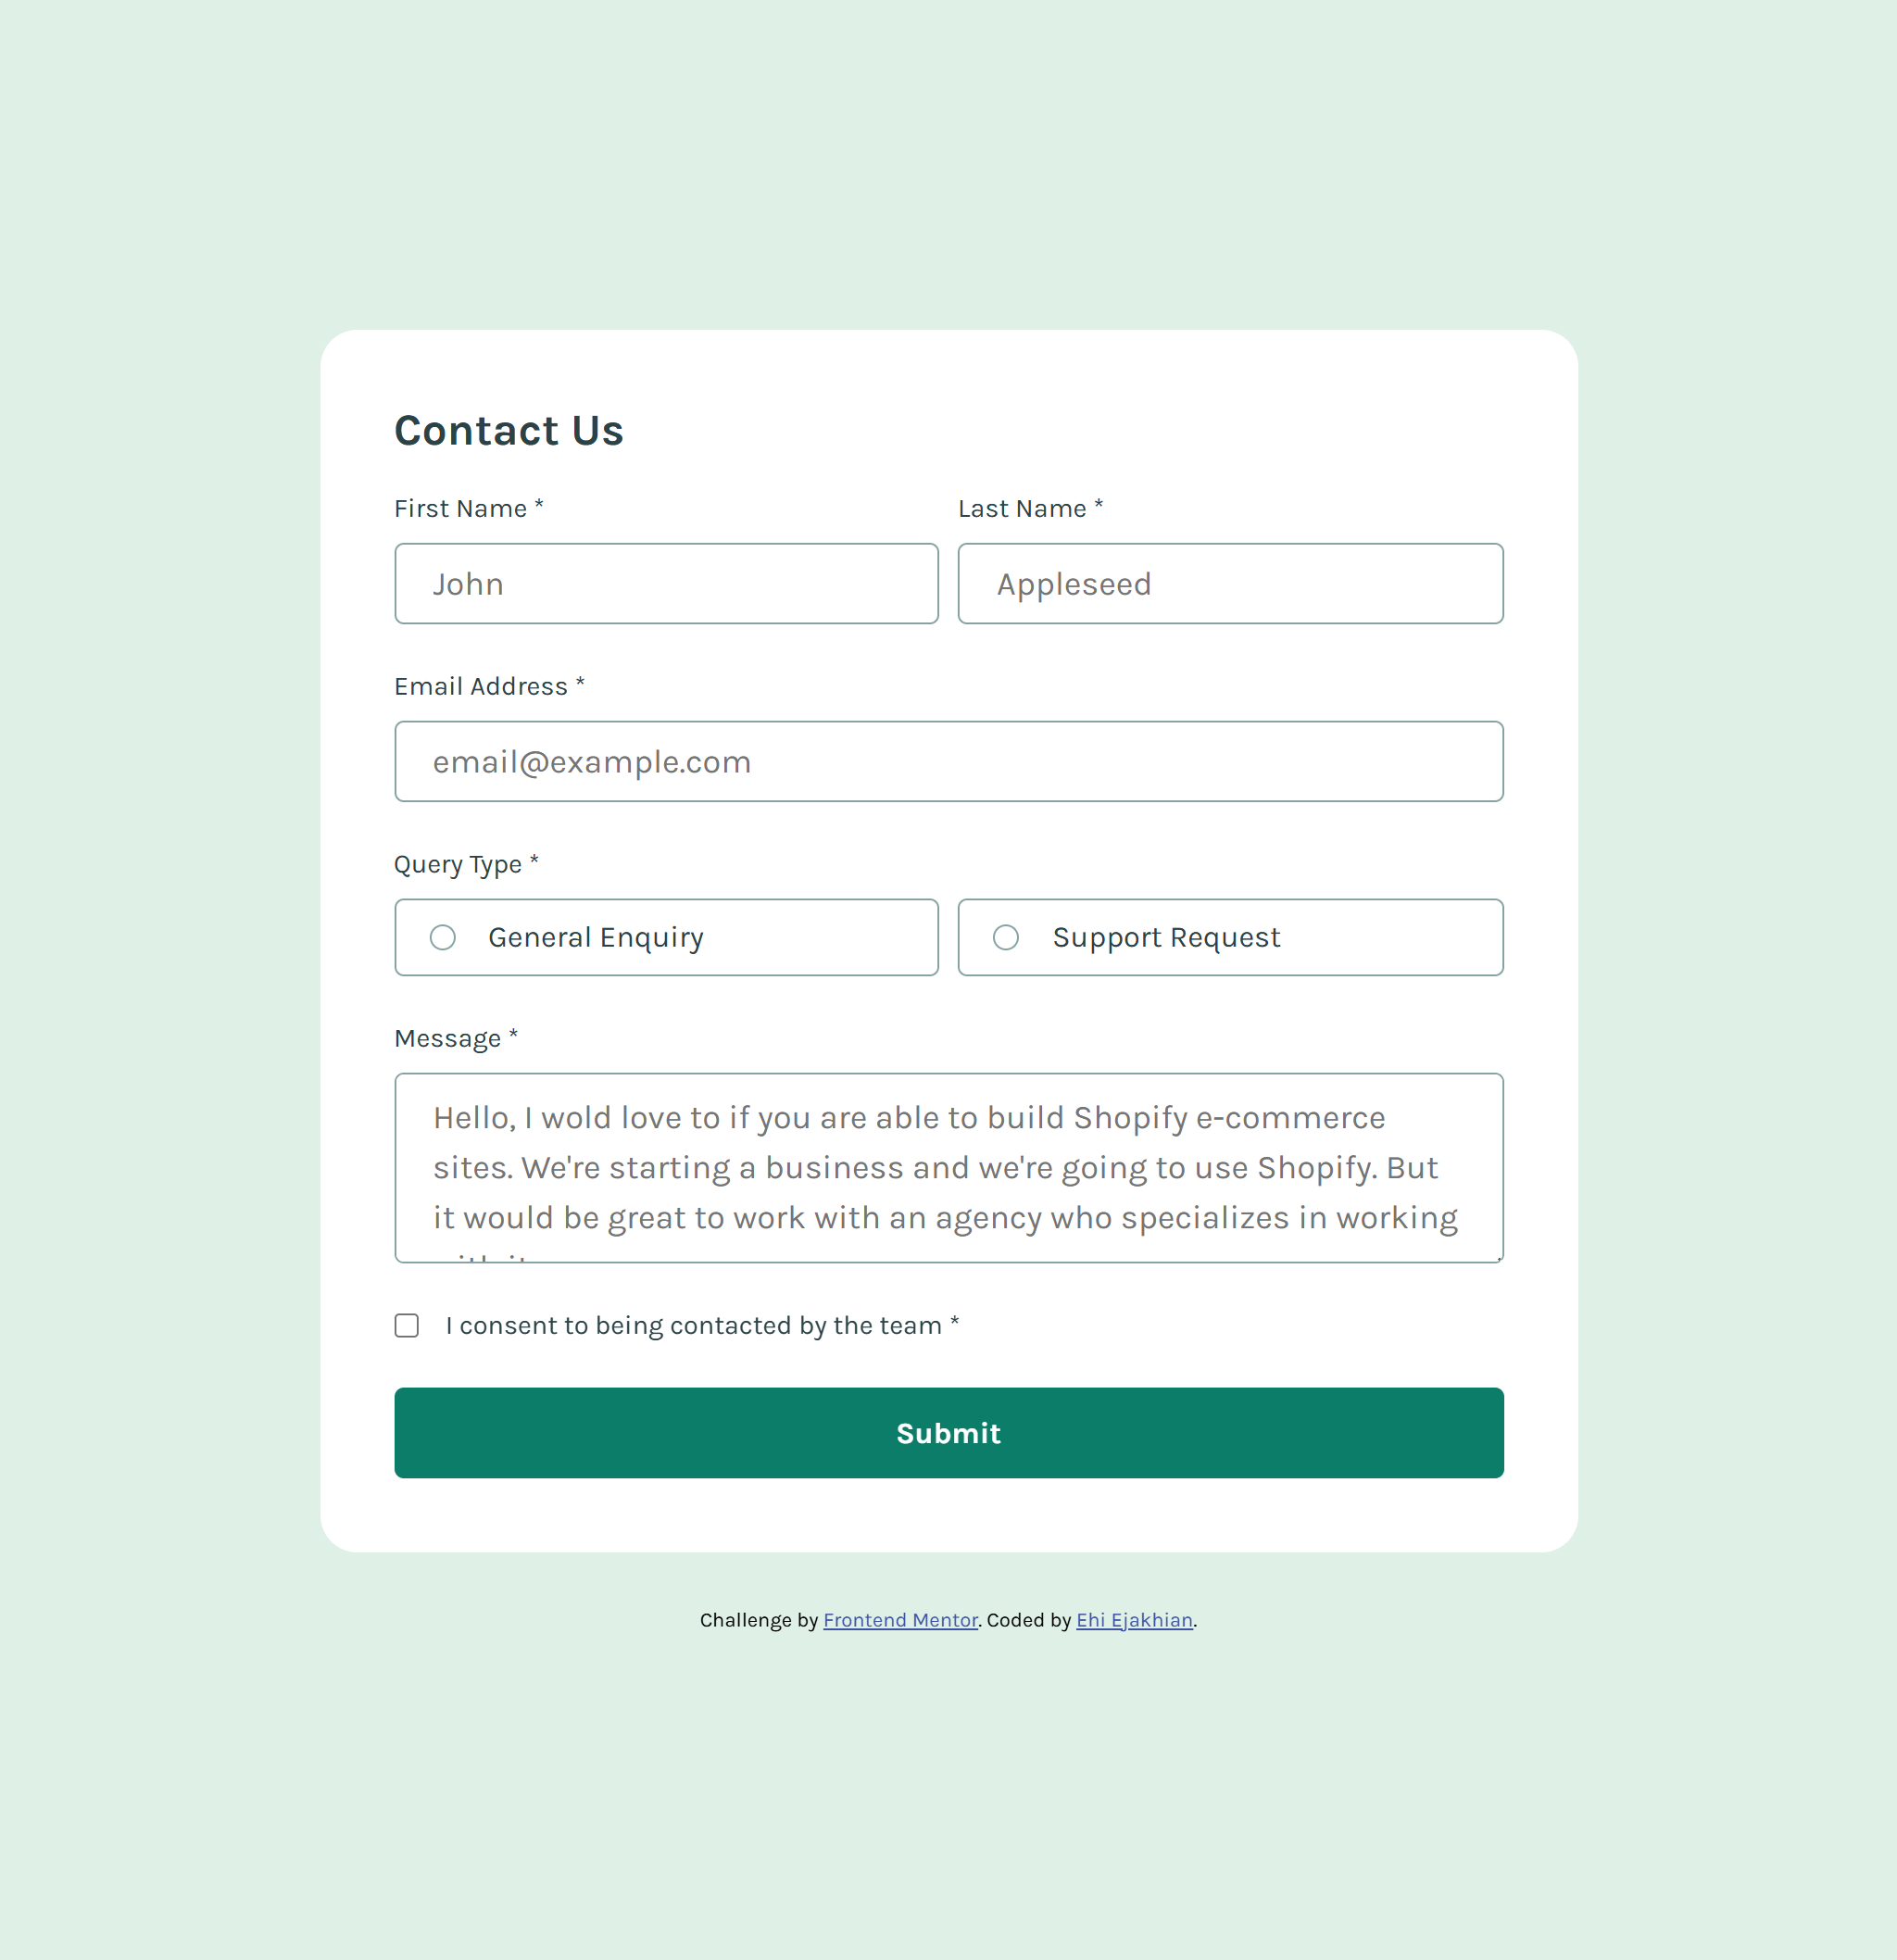 Contact Us
First Name *
Last Name *
John
Appleseed
Email Address *
email@example.com
Query Type *
General Enquiry
Support Request
Message *
Hello, I wold love to if you are able to build Shopify e-commerce
sites. We're starting a business and we're going to use Shopify. But
it would be great to work with an agency who specializes in working
I consent to being contacted by the team *
Submit
Challenge by Frontend Mentor. Coded by Ehi Ejakhian.